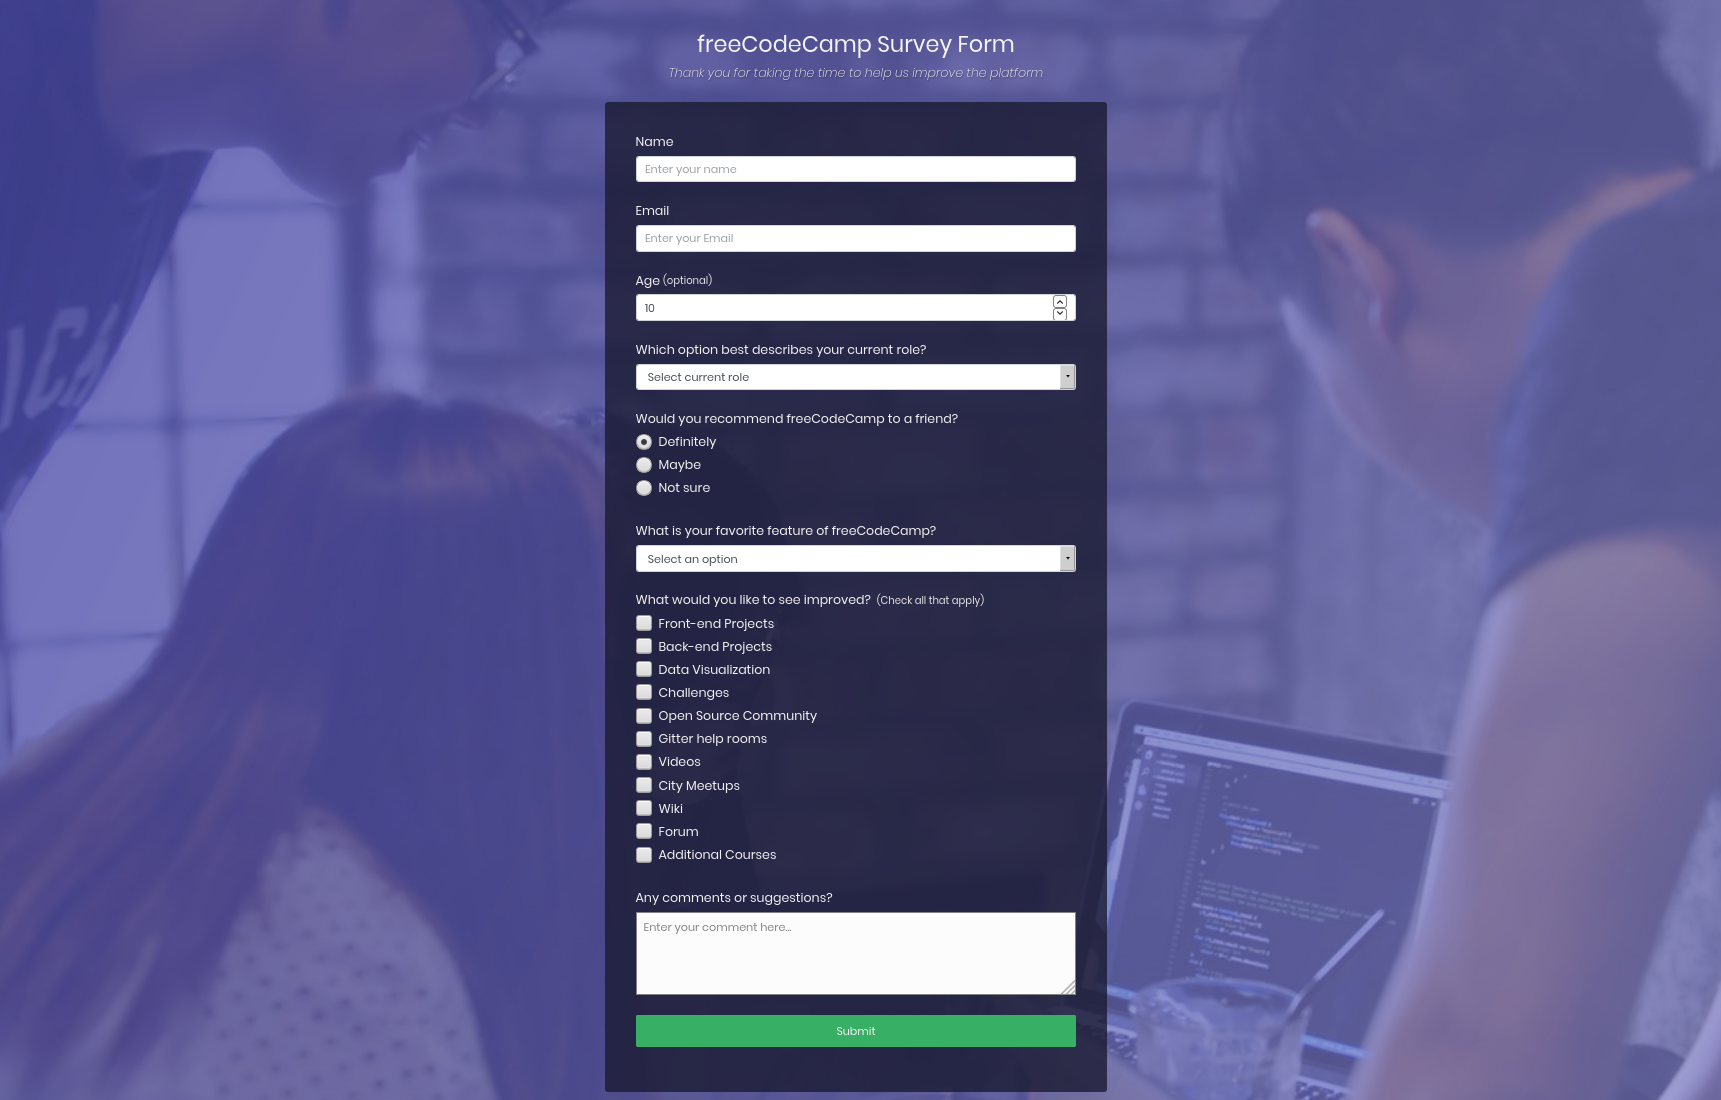 freeCodeCamp Survey Form
Thank you for taking the time to help us improve the platform
Name
Enter your name
Email
Enter your Email
Age (optional)
10
Which option best describes your current role?
Select current role
Would you recommend freeCodeCamp to a friend?
Definitely
Maybe
Not sure
What is your favorite feature of freeCodeCamp?
Select an option
What would you like to see improved? (Check all that apply)
Front-end Projects
Back-end Projects
Data Visualization
Challenges
Open Source Community
Gitter help rooms
Videos
City Meetups
Wiki
Forum
Additional Courses
Any comments or suggestions?
Enter your comment here...
Submit